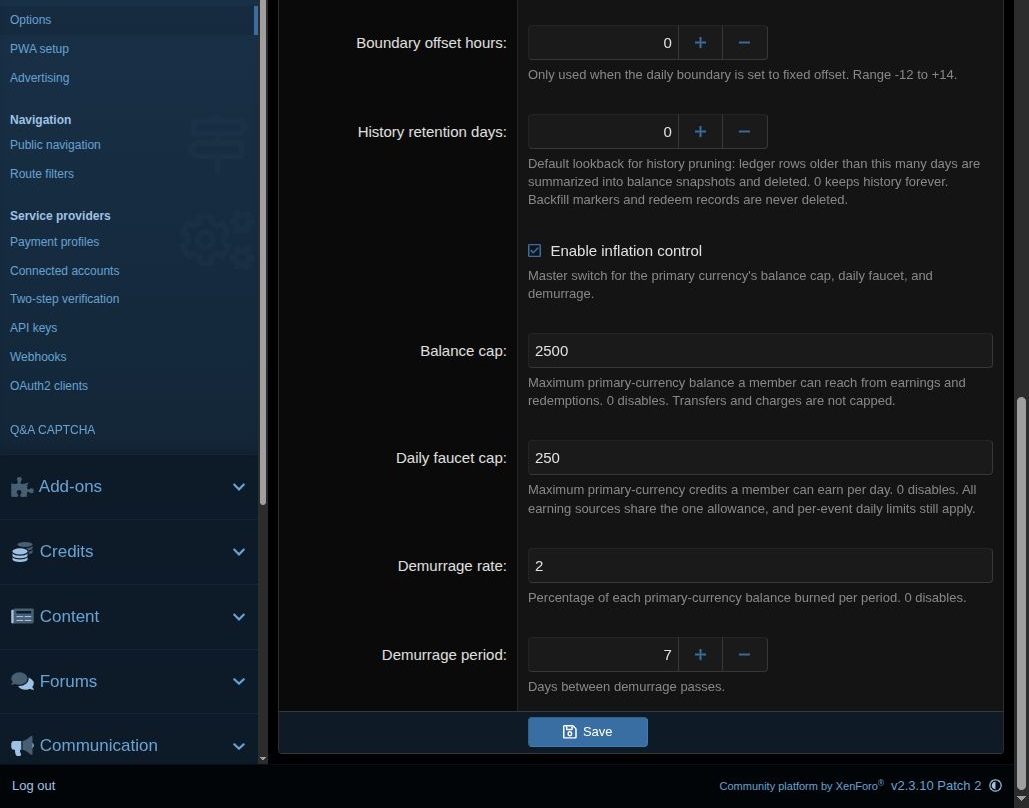 Options
PWA setup
Advertising
Navigation
Public navigation
Route filters
Service providers
Payment profiles
Connected accounts
Two-step verification
API keys
Webhooks
OAuth2 clients
Q&A CAPTCHA
Add-ons
Credits
Content
Forums
Communication
Boundary offset hours: 0
Only used when the daily boundary is set to fixed offset. Range -12 to +14.
History retention days: 0
Default lookback for history pruning: ledger rows older than this many days are
summarized into balance snapshots and deleted. 0 keeps history forever.
Backfill markers and redeem records are never deleted.
Enable inflation control
Master switch for the primary currency's balance cap, daily faucet, and
demurrage.
Balance cap: 2500
Maximum primary-currency balance a member can reach from earnings and
redemptions. 0 disables. Transfers and charges are not capped.
Daily faucet cap: 250
Maximum primary-currency credits a member can earn per day. 0 disables. All
earning sources share the one allowance, and per-event daily limits still apply.
Demurrage rate: 2
Percentage of each primary-currency balance burned per period. 0 disables.
Demurrage period: 7
Days between demurrage passes.
Save
Log out
Community platform by XenForo® v2.3.10 Patch 2